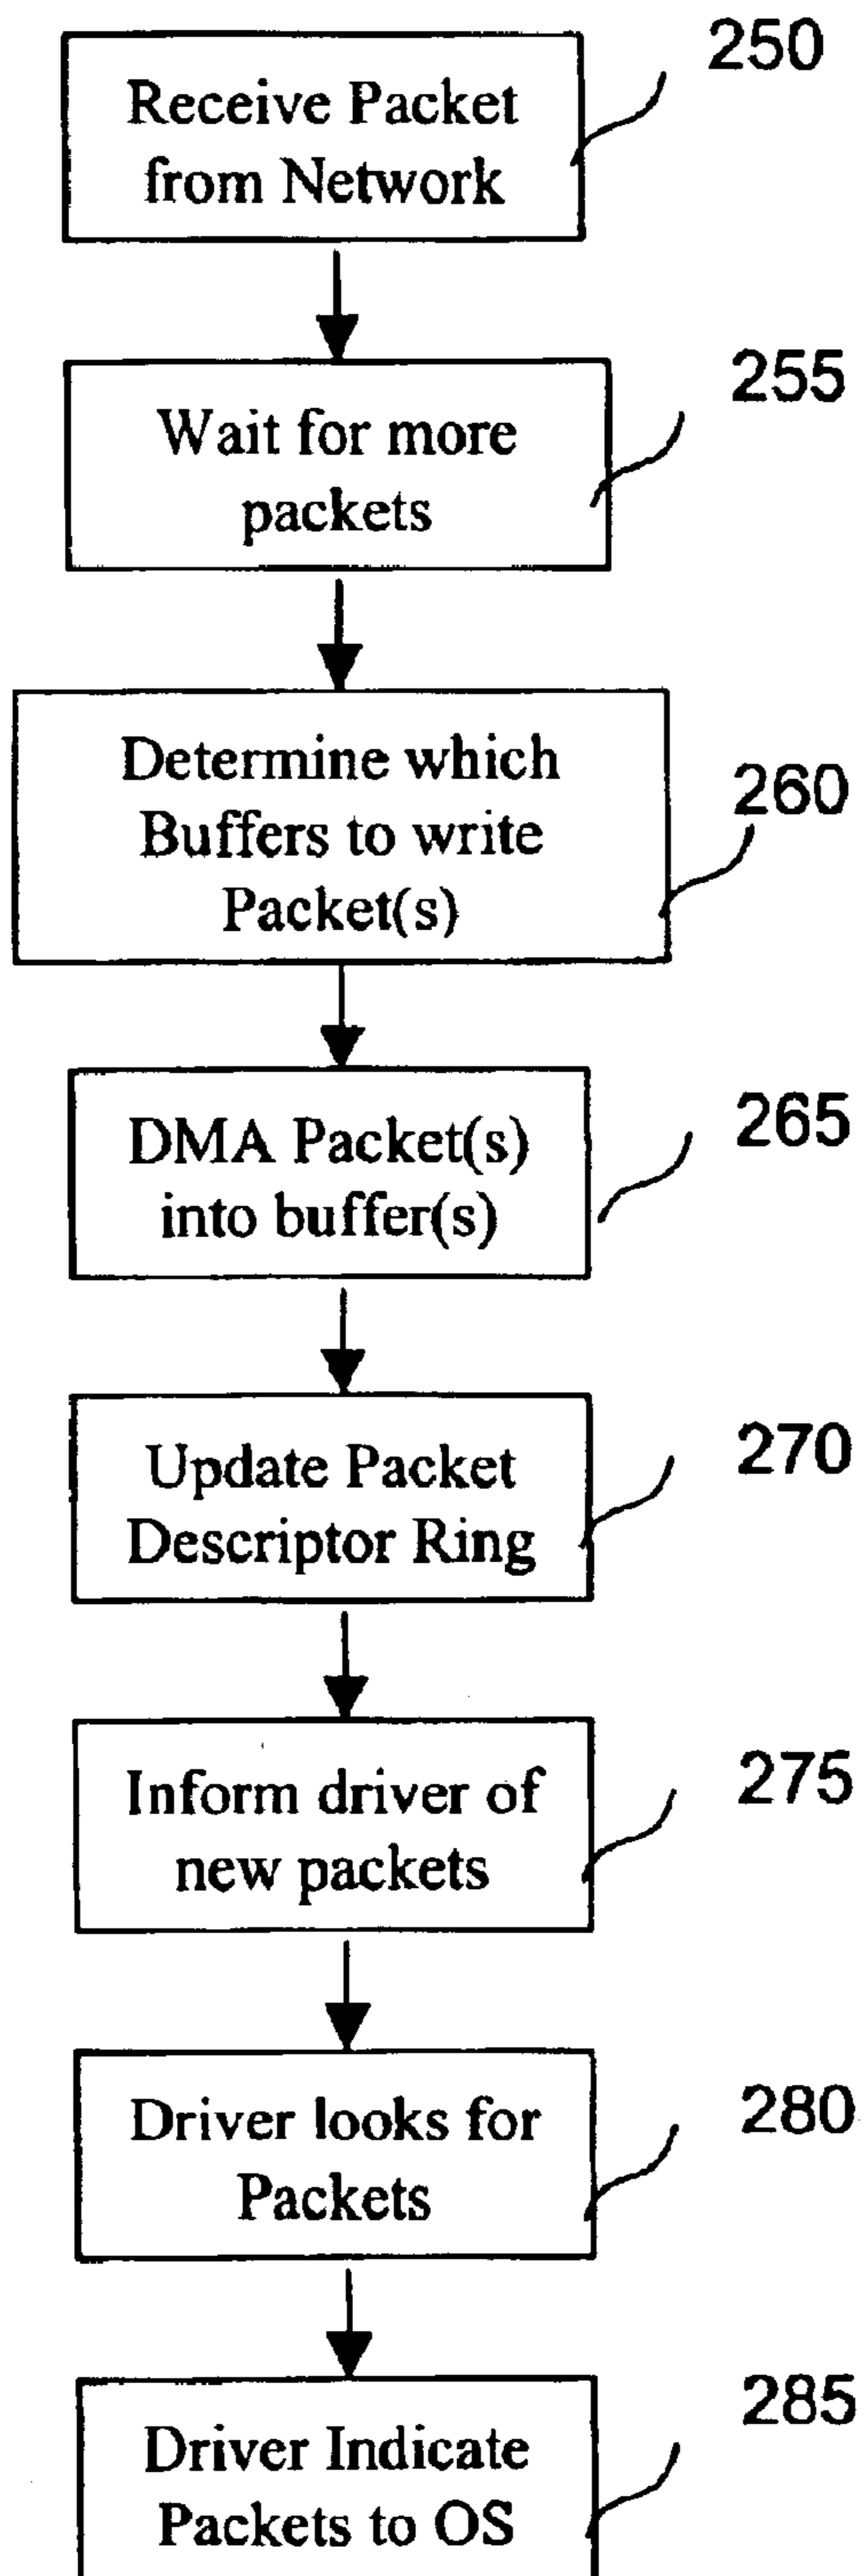 250
Receive Packet
from Network
255
Wait for more
packets
260
Determine which
Buffers to write
Packet(s)
265
DMA Packet(s)
into buffer(s)
270
Update Packet
Descriptor Ring
275
Inform driver of
new packets
280
Driver looks for
Packets
285
Driver Indicate
Packets to OS